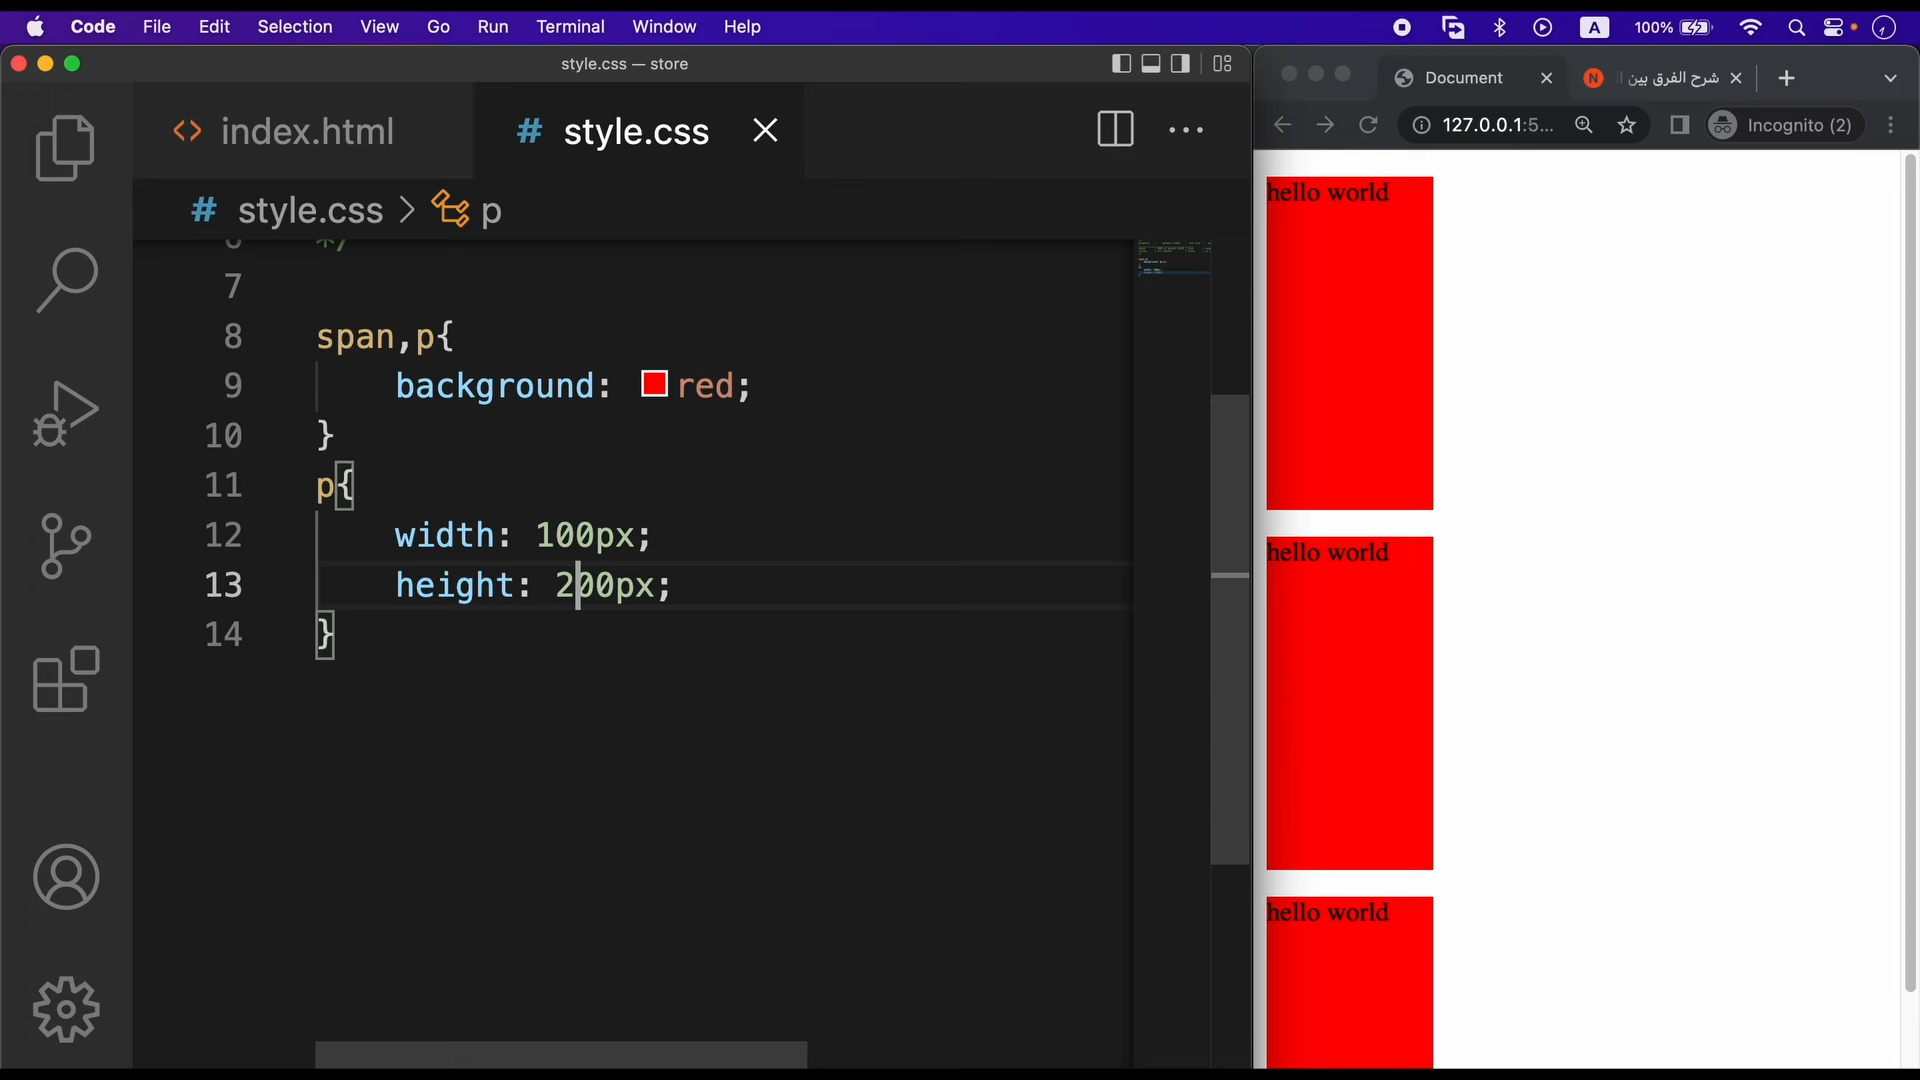 Code File Edit Selection View Go Run Terminal Window Help
A 100%
style.css — store
index.html
# style.css
# style.css > p
6 */
7
8 span,p{
9 background: red;
10 }
11 p{
12 width: 100px;
13 height: 200px;
14 }
Document
N شرح الفرق بين ا
127.0.0.1:5...
Incognito (2)
hello world
hello world
hello world